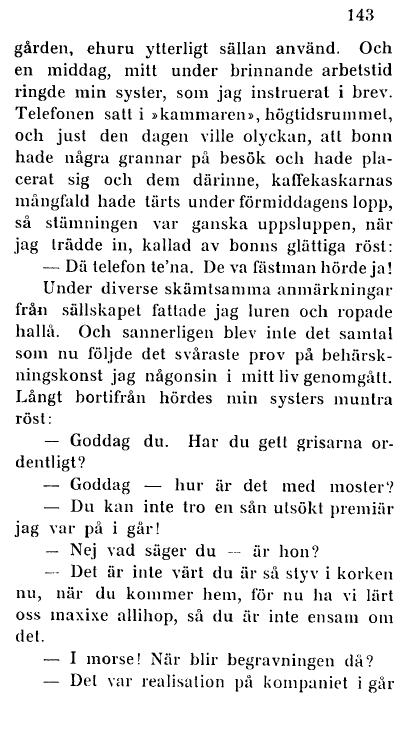 143
gården, ehuru ytterligt sällan använd. Och
en middag, mitt under brinnande arbetstid
ringde min syster, som jag instruerat i brev.
Telefonen satt i »kammaren», högtidsrummet,
och just den dagen ville olyckan, att bonn
hade några grannar på besök och hade pla-
cerat sig och dem därinne, kaffekaskarnas
mångfald hade tärts under förmiddagens lopp,
så stämningen var ganska uppsluppen, när
jag trädde in, kallad av bonns glättiga röst:
— Dä telefon te'na. De va fästman hörde ja!
Under diverse skämtsamma anmärkningar
från sällskapet fattade jag luren och ropade
hallå. Och sannerligen blev inte det samtal
som nu följde det svåraste prov på behärsk-
ningskonst jag någonsin i mitt liv genomgått.
Långt bortifrån hördes min systers muntra
röst:
— Goddag du. Har du gett grisarna or-
dentligt?
— Goddag — hur är det med moster?
— Du kan inte tro en sån utsökt premiär
jag var på i går!
— Nej vad säger du — är hon?
— Det är inte värt du är så styv i korken
nu, när du kommer hem, för nu ha vi lärt
oss maxixe allihop, så du är inte ensam om
det.
— I morse! När blir begravningen då?
— Det var realisation på kompaniet i går